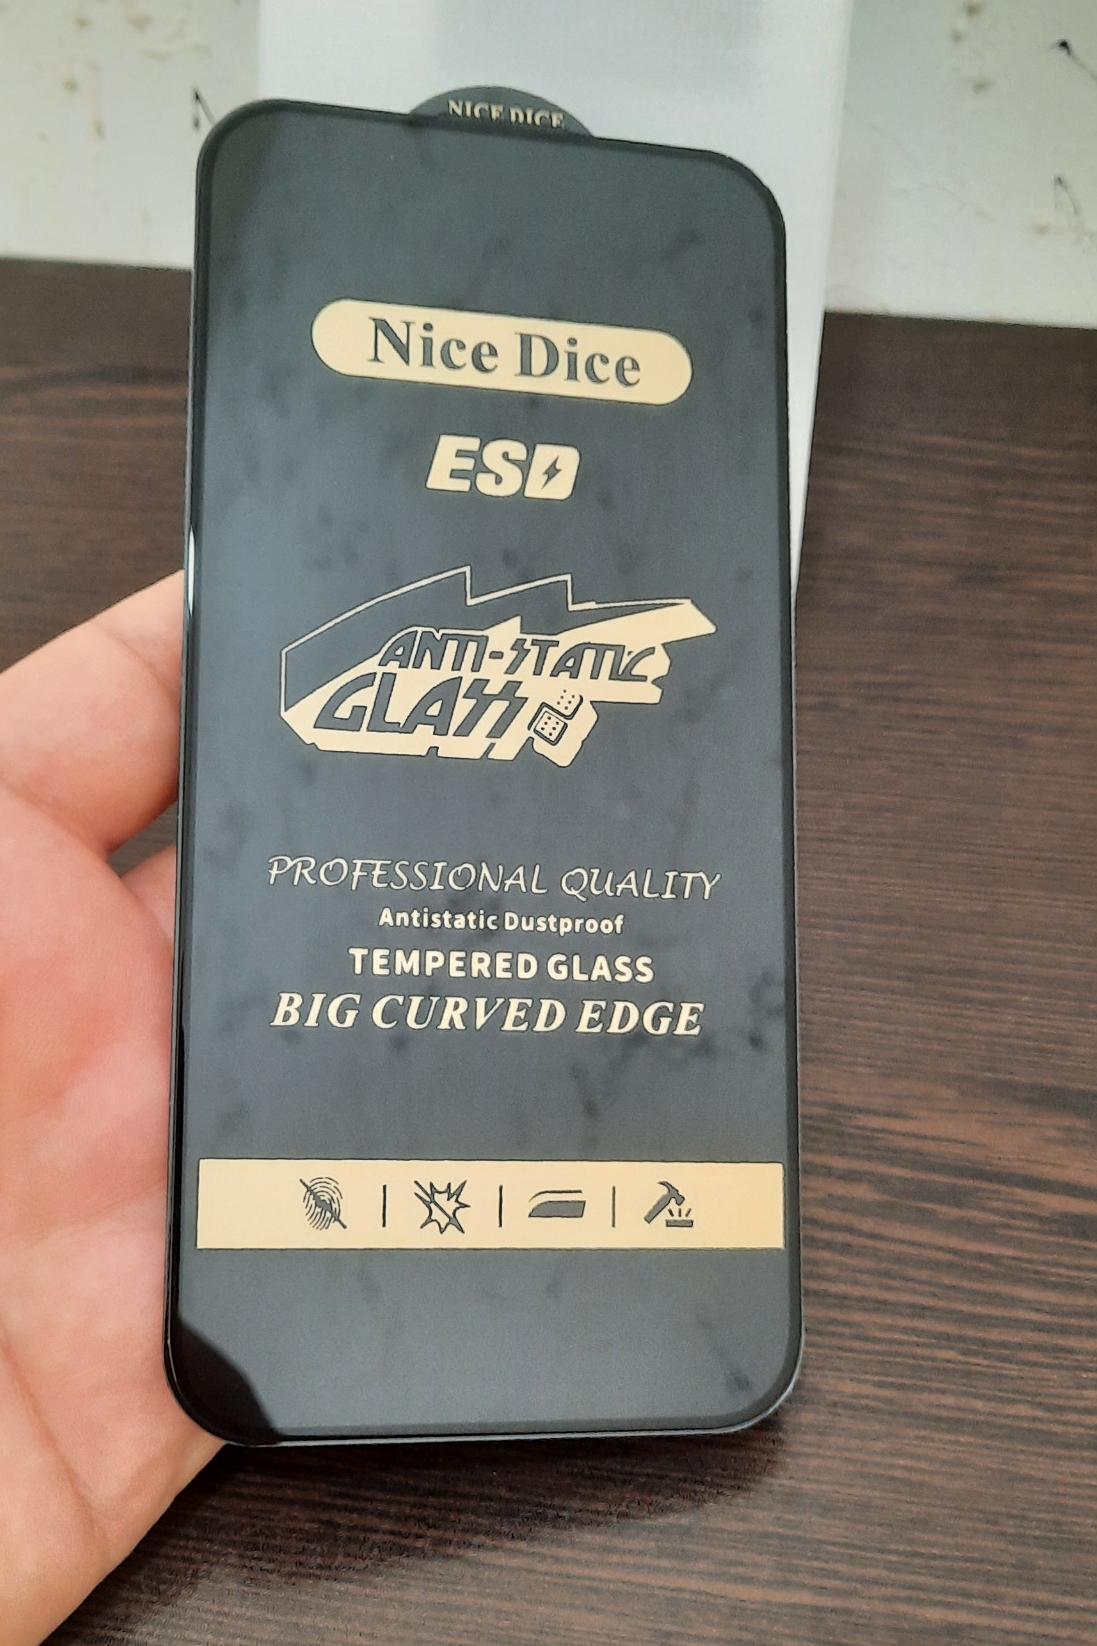 NICE DICE
Nice Dice
ESD
ANTI-STATIC
GLASS
PROFESSIONAL QUALITY
Antistatic Dustproof
TEMPERED GLASS
BIG CURVED EDGE